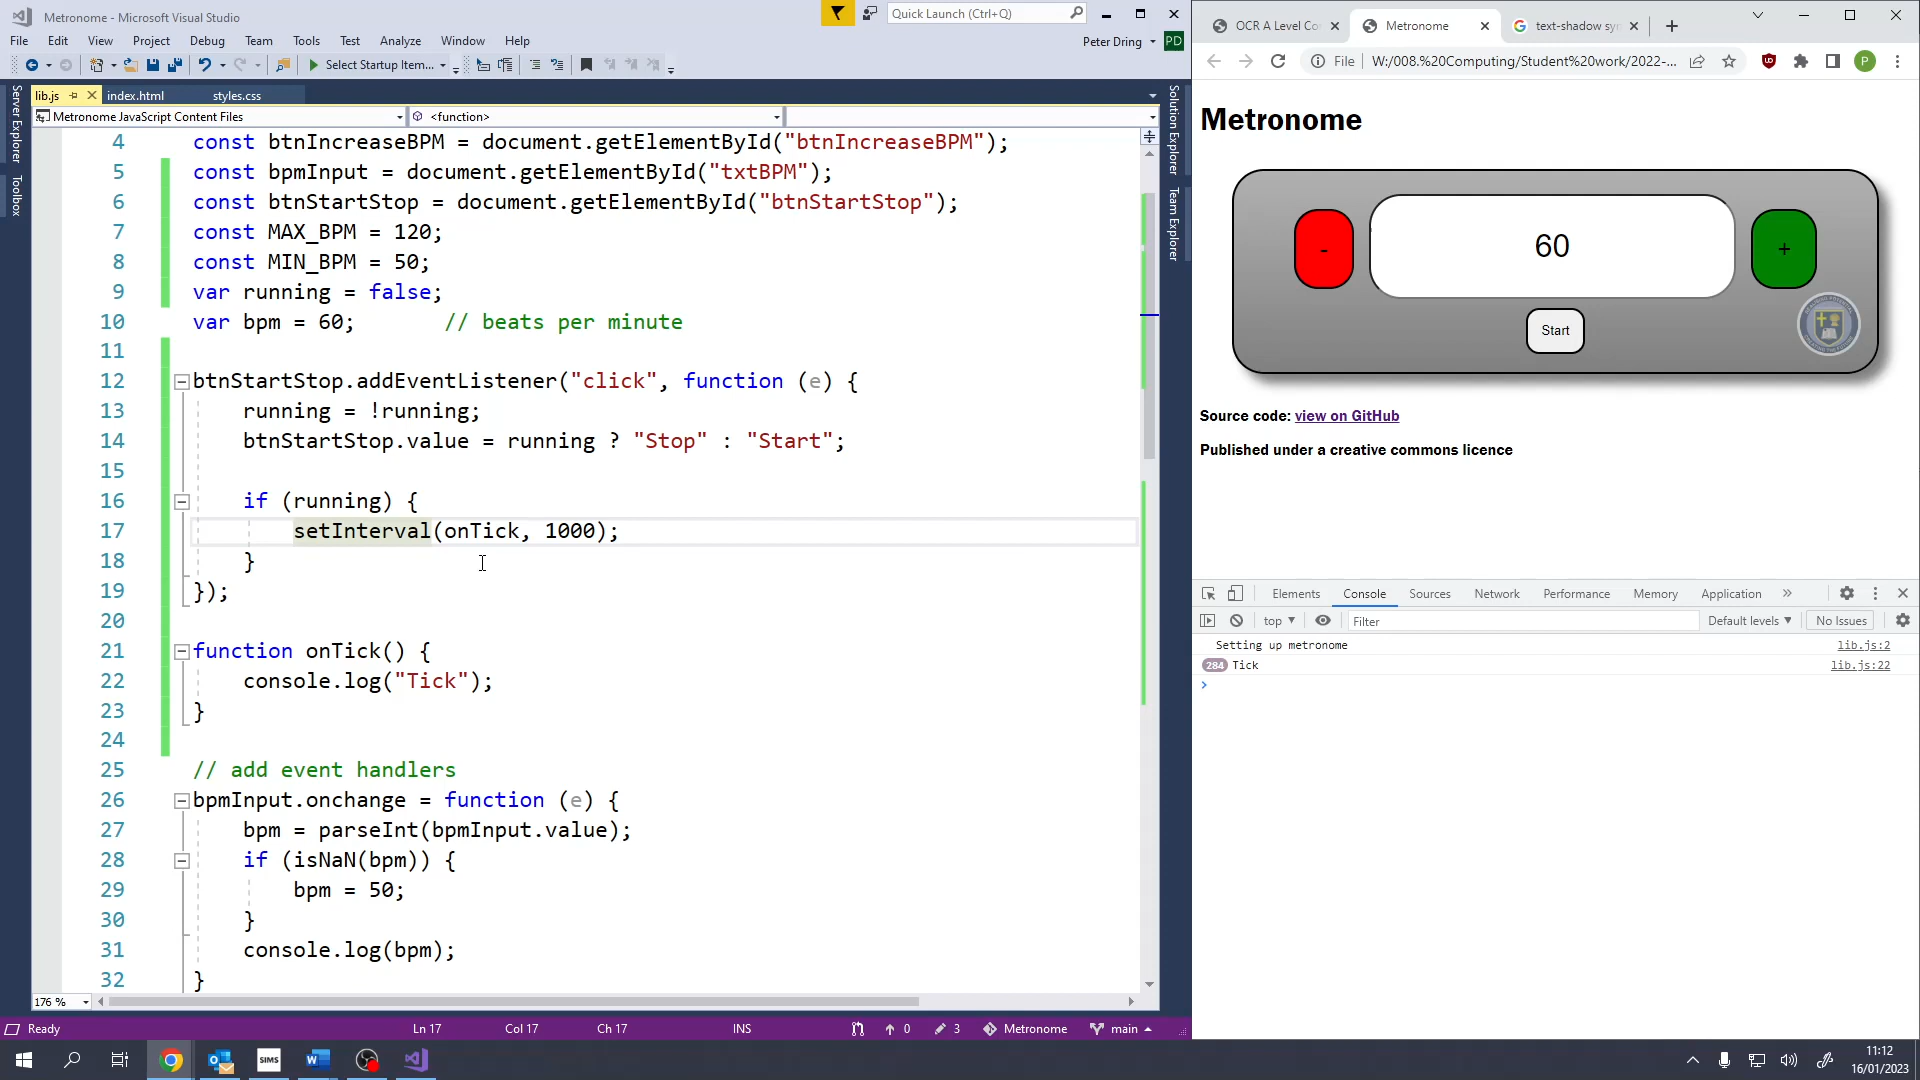 Metronome - Microsoft Visual Studio
Quick Launch (Ctrl+Q)
File Edit View Project Debug Team Tools Test Analyze Window Help
Peter Dring PD
Select Startup Item...
Server Explorer
Toolbox
lib.js index.html styles.css
Metronome JavaScript Content Files <function>
4 const btnIncreaseBPM = document.getElementById("btnIncreaseBPM");
5 const bpmInput = document.getElementById("txtBPM");
6 const btnStartStop = document.getElementById("btnStartStop");
7 const MAX_BPM = 120;
8 const MIN_BPM = 50;
9 var running = false;
10 var bpm = 60; // beats per minute
11
12 btnStartStop.addEventListener("click", function (e) {
13 running = !running;
14 btnStartStop.value = running ? "Stop" : "Start";
15
16 if (running) {
17 setInterval(onTick, 1000);
18 }
19 });
20
21 function onTick() {
22 console.log("Tick");
23 }
24
25 // add event handlers
26 bpmInput.onchange = function (e) {
27 bpm = parseInt(bpmInput.value);
28 if (isNaN(bpm)) {
29 bpm = 50;
30 }
31 console.log(bpm);
32 }
176 %
Ready Ln 17 Col 17 Ch 17 INS 0 3 Metronome main
Solution Explorer
Team Explorer
OCR A Level Co Metronome text-shadow sy
File W:/008.%20Computing/Student%20work/2022-... P
Metronome
- 60 +
Start
Source code: view on GitHub
Published under a creative commons licence
Elements Console Sources Network Performance Memory Application
top Filter Default levels No Issues
Setting up metronome lib.js:2
284 Tick lib.js:22
SIMS
11:12
16/01/2023